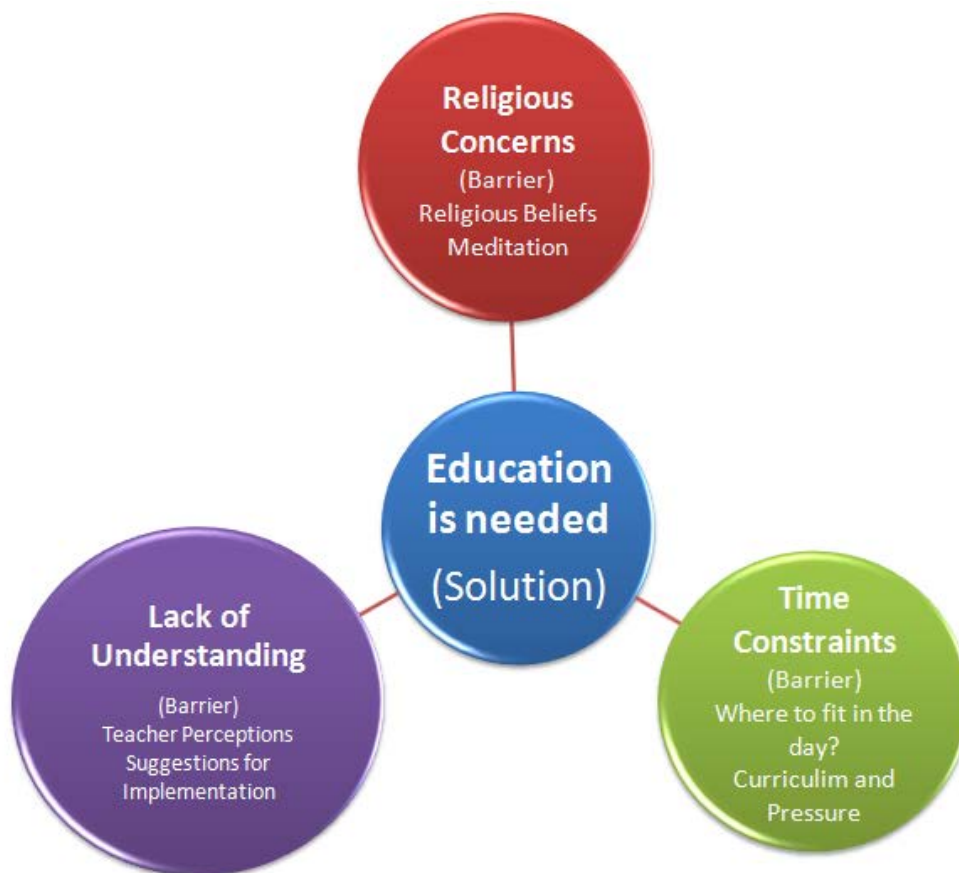 Religious
Concerns
(Barrier)
Religious Beliefs
Meditation
Education
is needed
(Solution)
Lack of
Understanding
(Barrier)
Teacher Perceptions
Suggestions for
Implementation
Time
Constraints
(Barrier)
Where to fit in the
day?
Curriculim and
Pressure